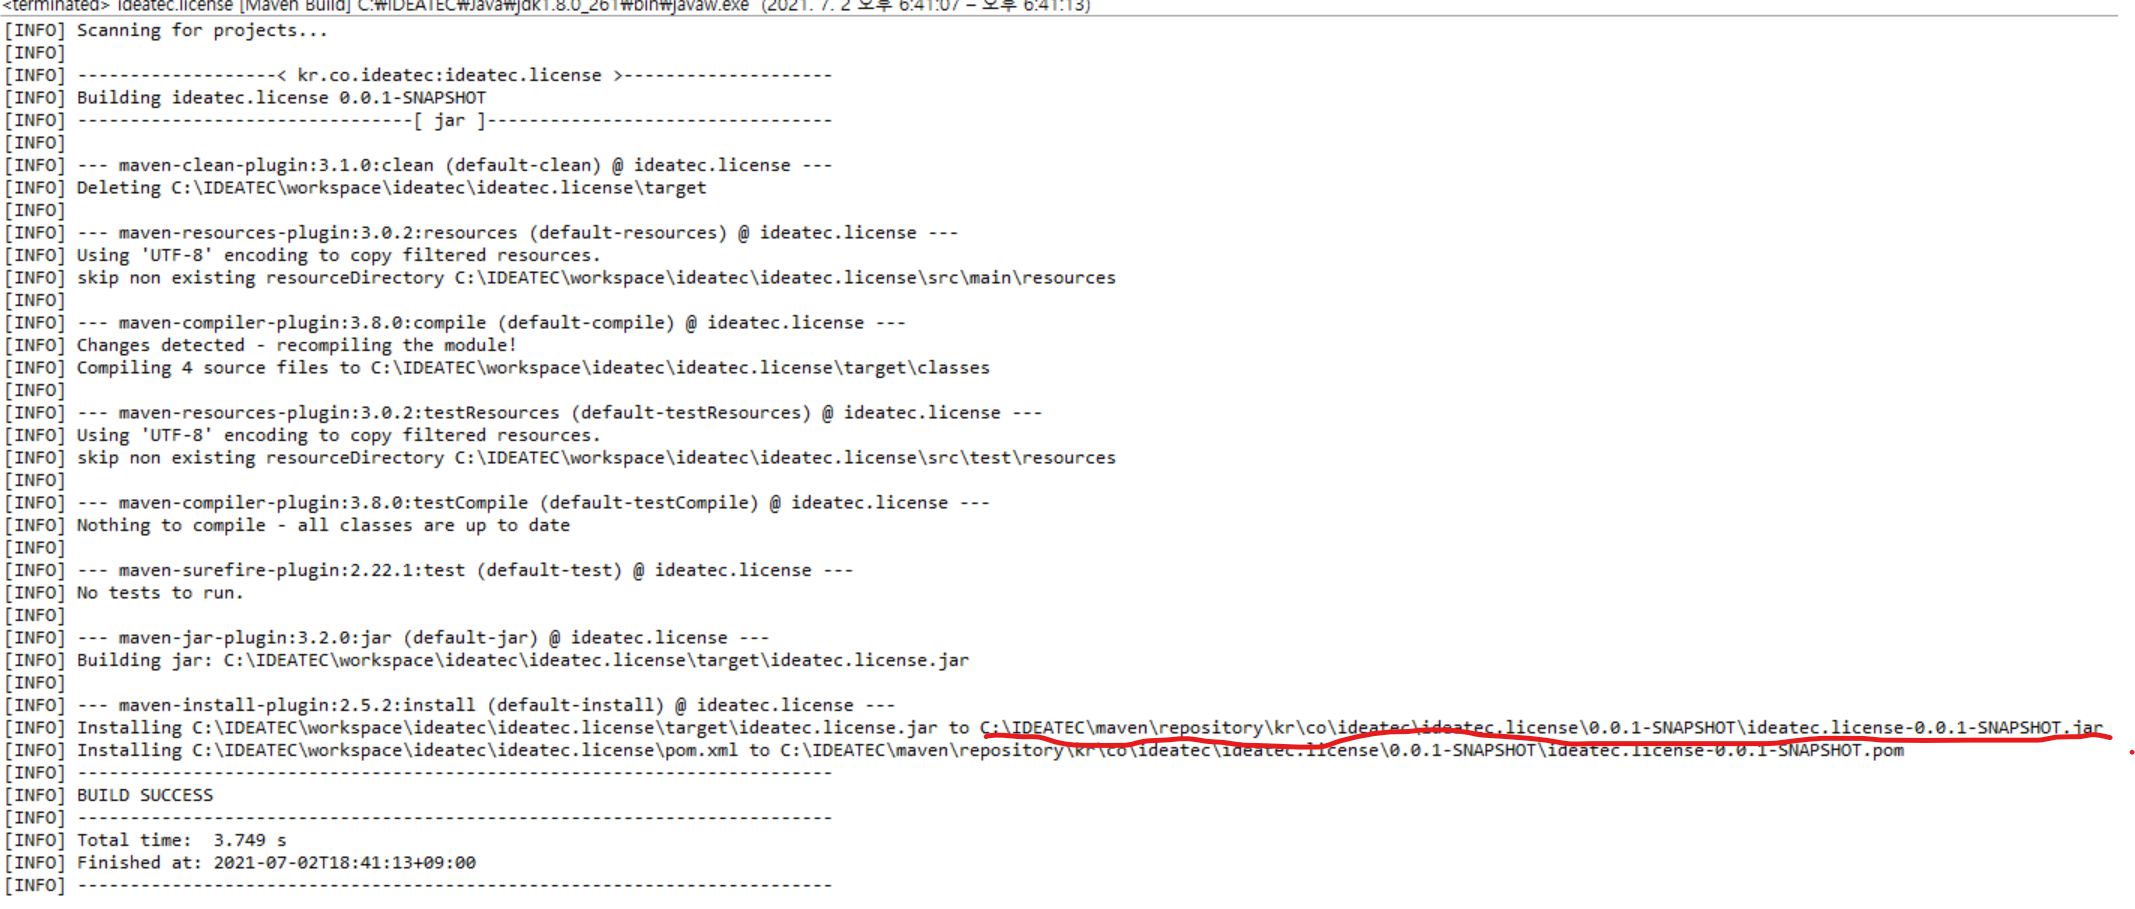 <terminated> ideatec.license [Maven Build] C:₩IDEATEC₩Java₩jdk1.8.0_261₩bin₩javaw.exe  (2021. 7. 2 오후 6:41:07 – 오후 6:41:13)
[INFO] Scanning for projects...
[INFO]
[INFO] -------------------< kr.co.ideatec:ideatec.license >--------------------
[INFO] Building ideatec.license 0.0.1-SNAPSHOT
[INFO] --------------------------------[ jar ]---------------------------------
[INFO]
[INFO] --- maven-clean-plugin:3.1.0:clean (default-clean) @ ideatec.license ---
[INFO] Deleting C:\IDEATEC\workspace\ideatec\ideatec.license\target
[INFO]
[INFO] --- maven-resources-plugin:3.0.2:resources (default-resources) @ ideatec.license ---
[INFO] Using 'UTF-8' encoding to copy filtered resources.
[INFO] skip non existing resourceDirectory C:\IDEATEC\workspace\ideatec\ideatec.license\src\main\resources
[INFO]
[INFO] --- maven-compiler-plugin:3.8.0:compile (default-compile) @ ideatec.license ---
[INFO] Changes detected - recompiling the module!
[INFO] Compiling 4 source files to C:\IDEATEC\workspace\ideatec\ideatec.license\target\classes
[INFO]
[INFO] --- maven-resources-plugin:3.0.2:testResources (default-testResources) @ ideatec.license ---
[INFO] Using 'UTF-8' encoding to copy filtered resources.
[INFO] skip non existing resourceDirectory C:\IDEATEC\workspace\ideatec\ideatec.license\src\test\resources
[INFO]
[INFO] --- maven-compiler-plugin:3.8.0:testCompile (default-testCompile) @ ideatec.license ---
[INFO] Nothing to compile - all classes are up to date
[INFO]
[INFO] --- maven-surefire-plugin:2.22.1:test (default-test) @ ideatec.license ---
[INFO] No tests to run.
[INFO]
[INFO] --- maven-jar-plugin:3.2.0:jar (default-jar) @ ideatec.license ---
[INFO] Building jar: C:\IDEATEC\workspace\ideatec\ideatec.license\target\ideatec.license.jar
[INFO]
[INFO] --- maven-install-plugin:2.5.2:install (default-install) @ ideatec.license ---
[INFO] Installing C:\IDEATEC\workspace\ideatec\ideatec.license\target\ideatec.license.jar to C:\IDEATEC\maven\repository\kr\co\ideatec\ideatec.license\0.0.1-SNAPSHOT\ideatec.license-0.0.1-SNAPSHOT.jar
[INFO] Installing C:\IDEATEC\workspace\ideatec\ideatec.license\pom.xml to C:\IDEATEC\maven\repository\kr\co\ideatec\ideatec.license\0.0.1-SNAPSHOT\ideatec.license-0.0.1-SNAPSHOT.pom
[INFO] ------------------------------------------------------------------------
[INFO] BUILD SUCCESS
[INFO] ------------------------------------------------------------------------
[INFO] Total time:  3.749 s
[INFO] Finished at: 2021-07-02T18:41:13+09:00
[INFO] ------------------------------------------------------------------------